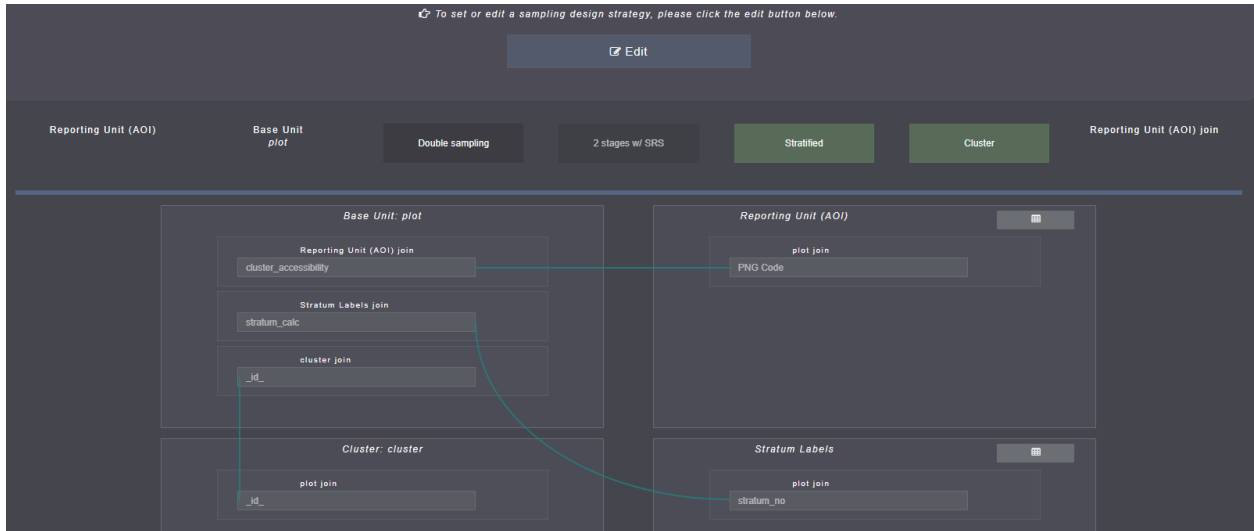 To set or edit a sampling design strategy, please click the edit button below.
Edit
Reporting Unit (AOI)
Base Unit
plot
Double sampling
2 stages w/ SRS
Stratified
Cluster
Reporting Unit (AOI) join
Base Unit: plot
Reporting Unit (AOI) join
cluster_accessibility
Stratum Labels join
stratum_calc
cluster join
_id_
Reporting Unit (AOI)
plot join
PNG Code
Cluster: cluster
plot join
_id_
Stratum Labels
plot join
stratum_no